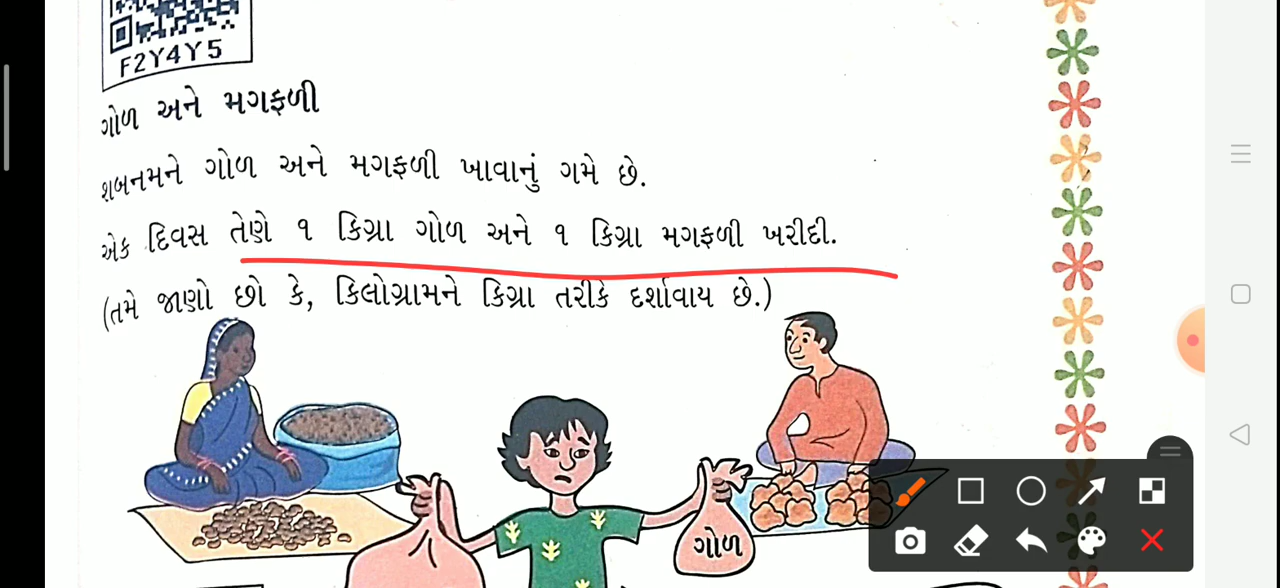 F2Y4Y5
ગોળ અને મગફળી
શબનમને ગોળ અને મગફળી ખાવાનું ગમે છે.
એક દિવસ તેણે ૧ કિગ્રા ગોળ અને ૧ કિગ્રા મગફળી ખરીદી.
(તમે જાણો છો કે, કિલોગ્રામને કિગ્રા તરીકે દર્શાવાય છે.)
ગોળ